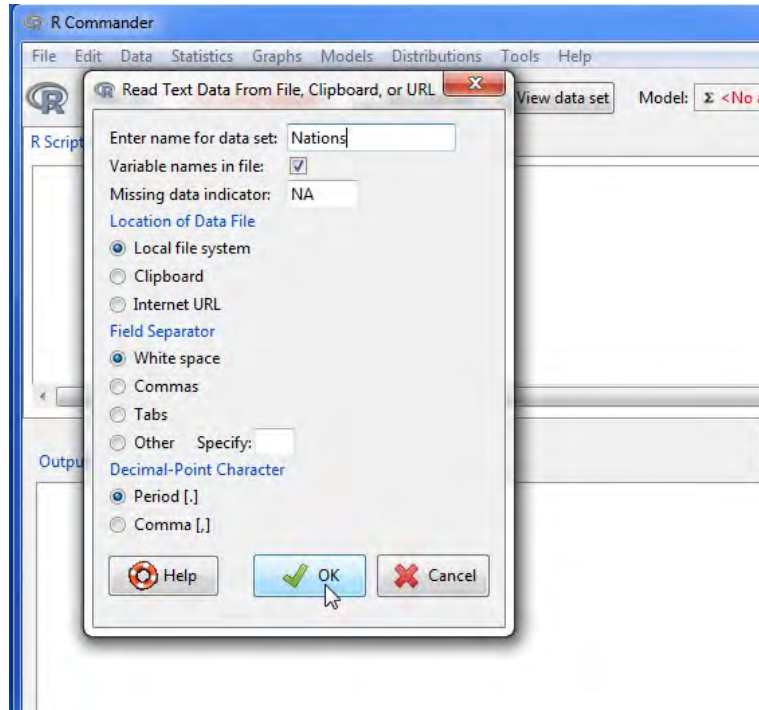 R Commander
File Edit Data Statistics Graphs Models Distributions Tools Help
Read Text Data From File, Clipboard, or URL
View data set Model: Σ <No
R Script
Enter name for data set: Nations
Variable names in file:
Missing data indicator: NA
Location of Data File
Local file system
Clipboard
Internet URL
Field Separator
White space
Commas
Tabs
Other Specify:
Outpu
Decimal-Point Character
Period [.]
Comma [,]
Help OK Cancel